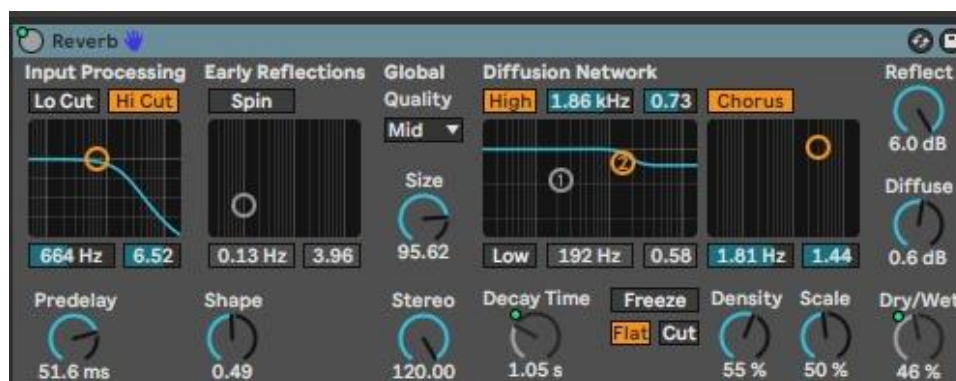 Reverb
Input Processing Early Reflections Global Diffusion Network Reflect
Lo Cut Hi Cut Spin Quality High 1.86 kHz 0.73 Chorus
Mid
6.0 dB
1 2
Size Diffuse
664 Hz 6.52 0.13 Hz 3.96 95.62 Low 192 Hz 0.58 1.81 Hz 1.44 0.6 dB
Predelay Shape Stereo Decay Time Freeze Density Scale Dry/Wet
Flat Cut
51.6 ms 0.49 120.00 1.05 s 55 % 50 % 46 %